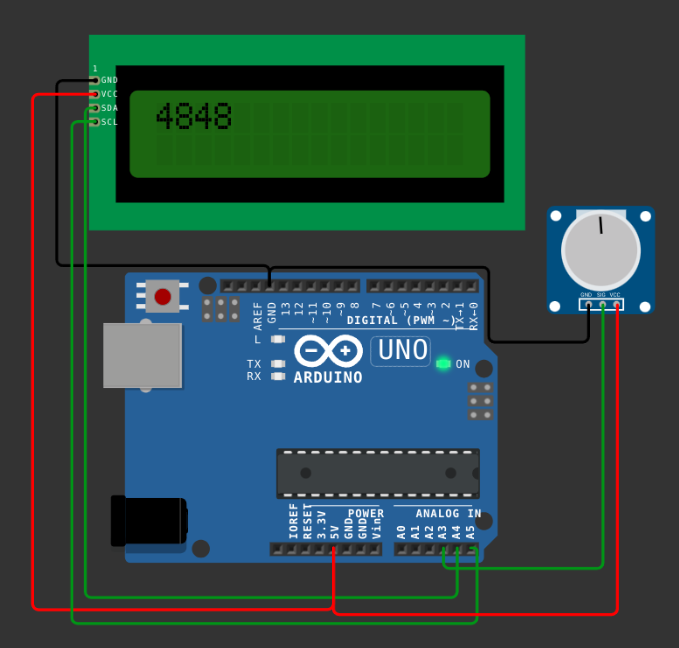 1
GND
VCC
SDA
SCL
4848
GND SIG VCC
AREF
GND
13
12
~11
~10
~9
8
7
~6
~5
4
~3
2
TX→1
RX←0
DIGITAL (PWM ~)
L
TX
RX
UNO
ARDUINO
ON
POWER
ANALOG IN
IOREF
RESET
3.3V
5V
GND
GND
Vin
A0
A1
A2
A3
A4
A5